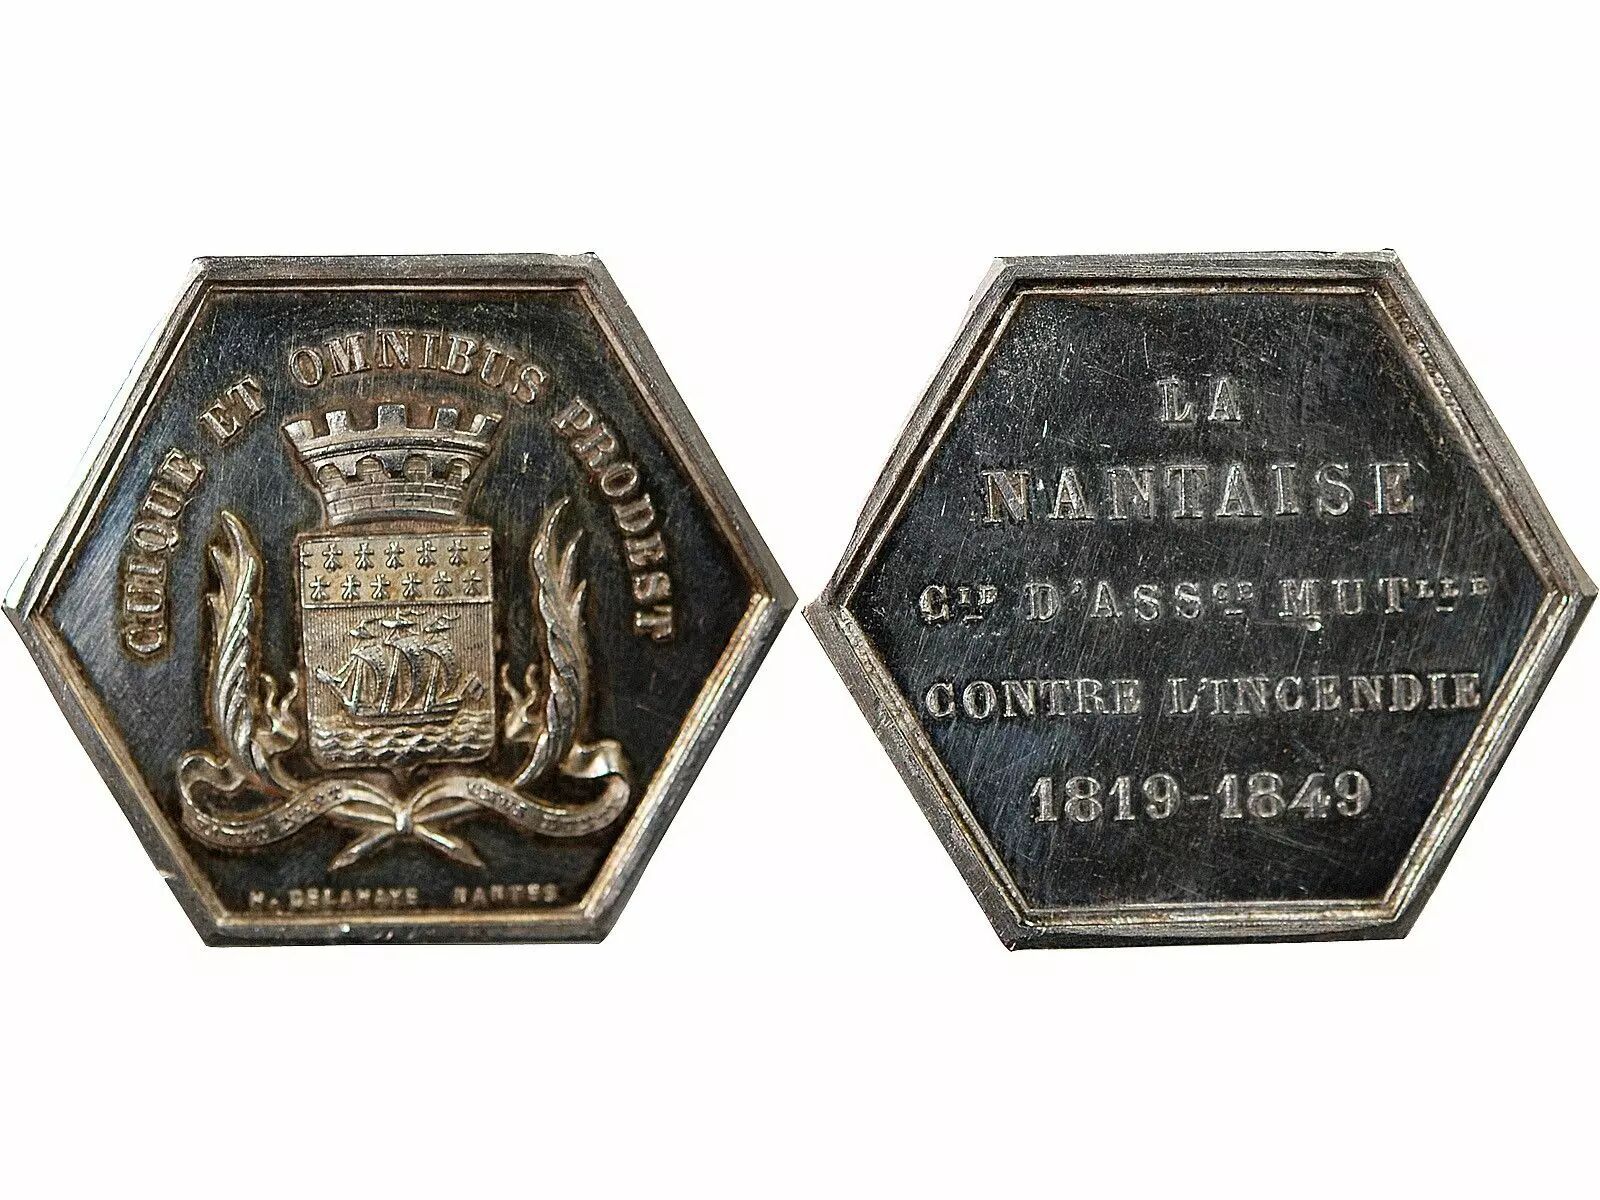 CUIQUE ET OMNIBUS PRODEST
H. DELAHAYE NANTES.
LA
NANTAISE
CIE D'ASSCE MUTLLE
CONTRE L'INCENDIE
1819-1849